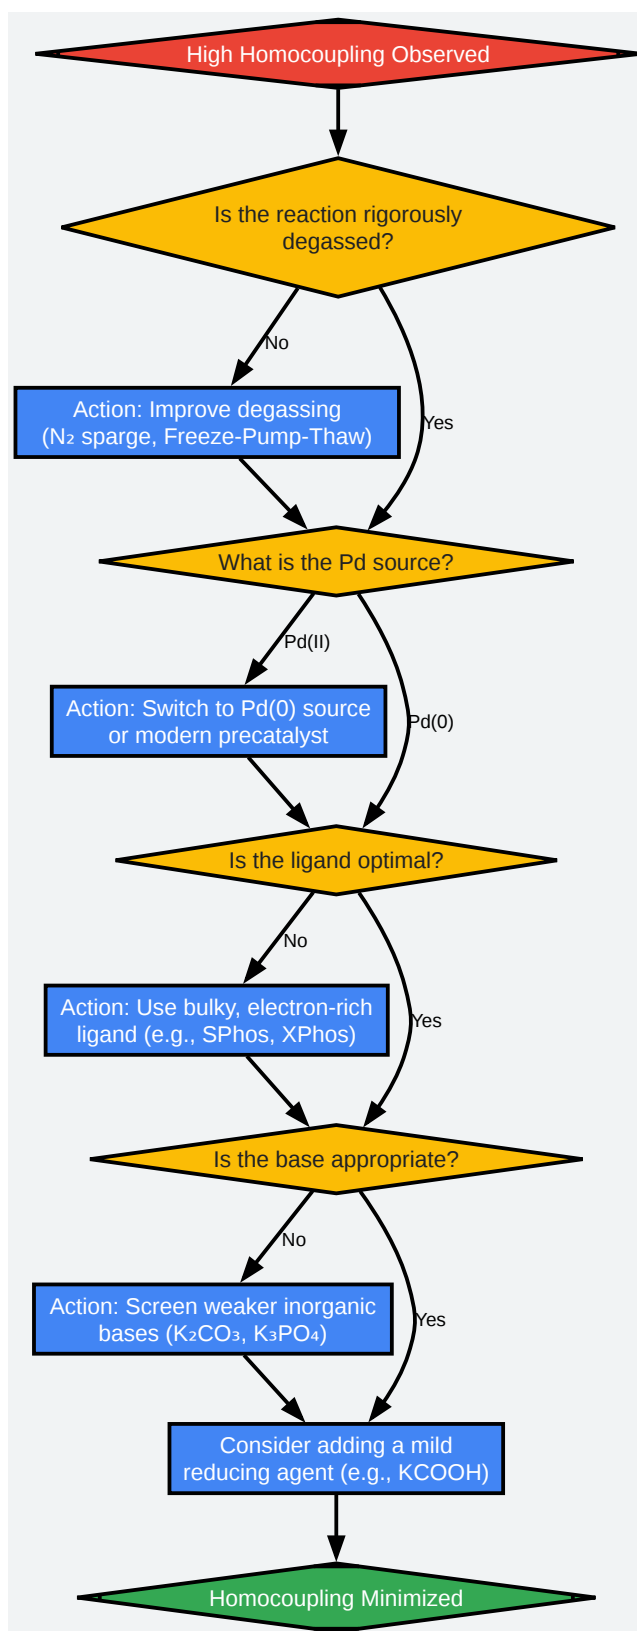 High Homocoupling Observed
Is the reaction rigorously
degassed?
No
Yes
Action: Improve degassing
(N₂ sparge, Freeze-Pump-Thaw)
What is the Pd source?
Pd(II)
Pd(0)
Action: Switch to Pd(0) source
or modern precatalyst
Is the ligand optimal?
No
Yes
Action: Use bulky, electron-rich
ligand (e.g., SPhos, XPhos)
Is the base appropriate?
No
Yes
Action: Screen weaker inorganic
bases (K₂CO₃, K₃PO₄)
Consider adding a mild
reducing agent (e.g., KCOOH)
Homocoupling Minimized